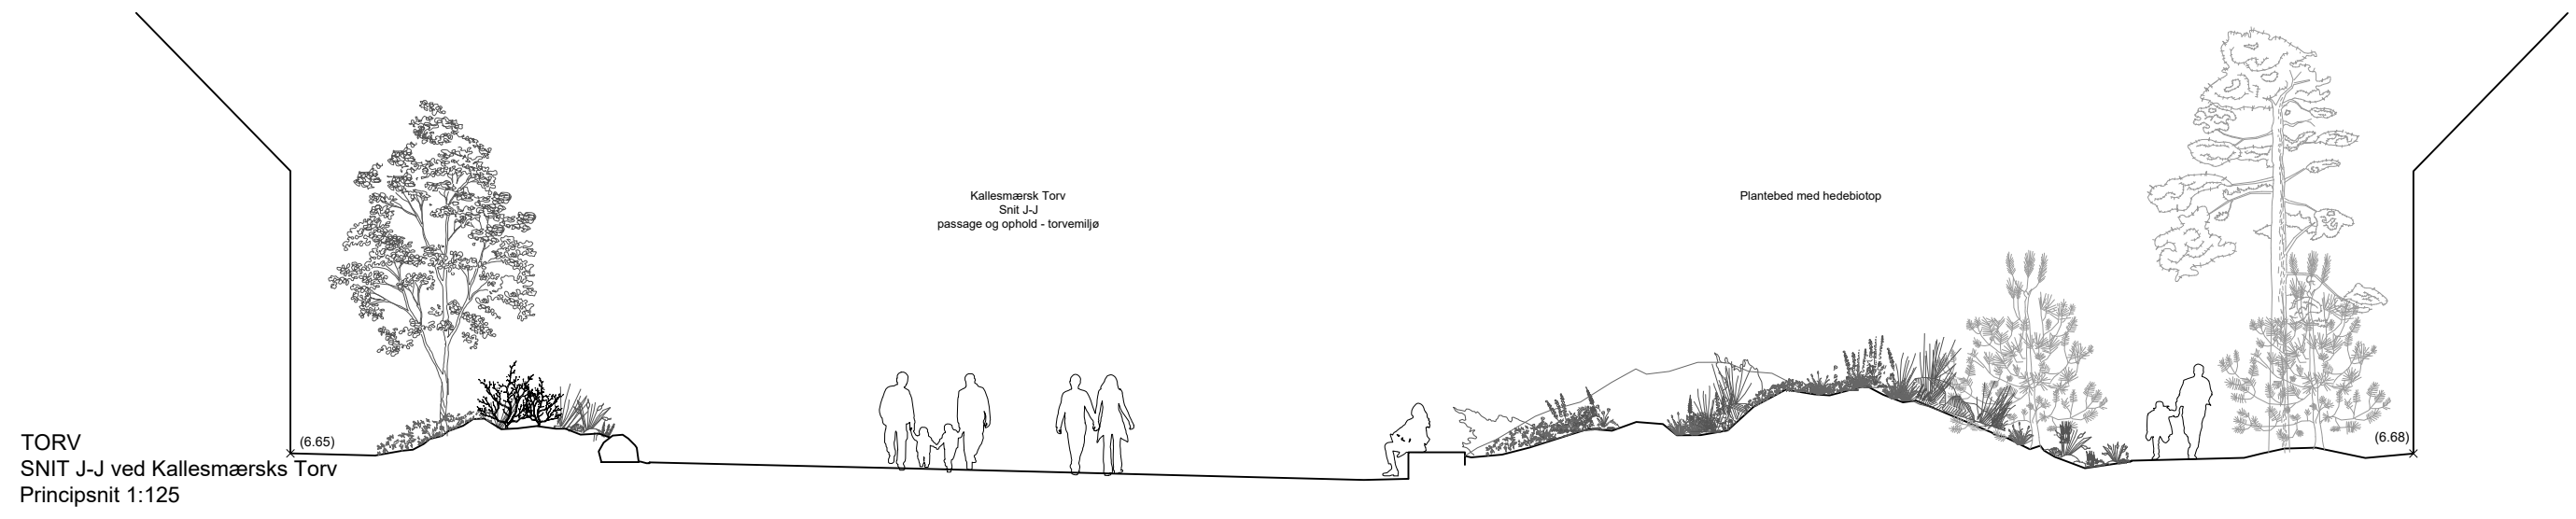 Kallesmærsk Torv
Snit J-J
passage og ophold - torvemiljø
Plantebed med hedebiotop
(6.65)
(6.68)
TORV
SNIT J-J ved Kallesmærsks Torv
Principsnit 1:125